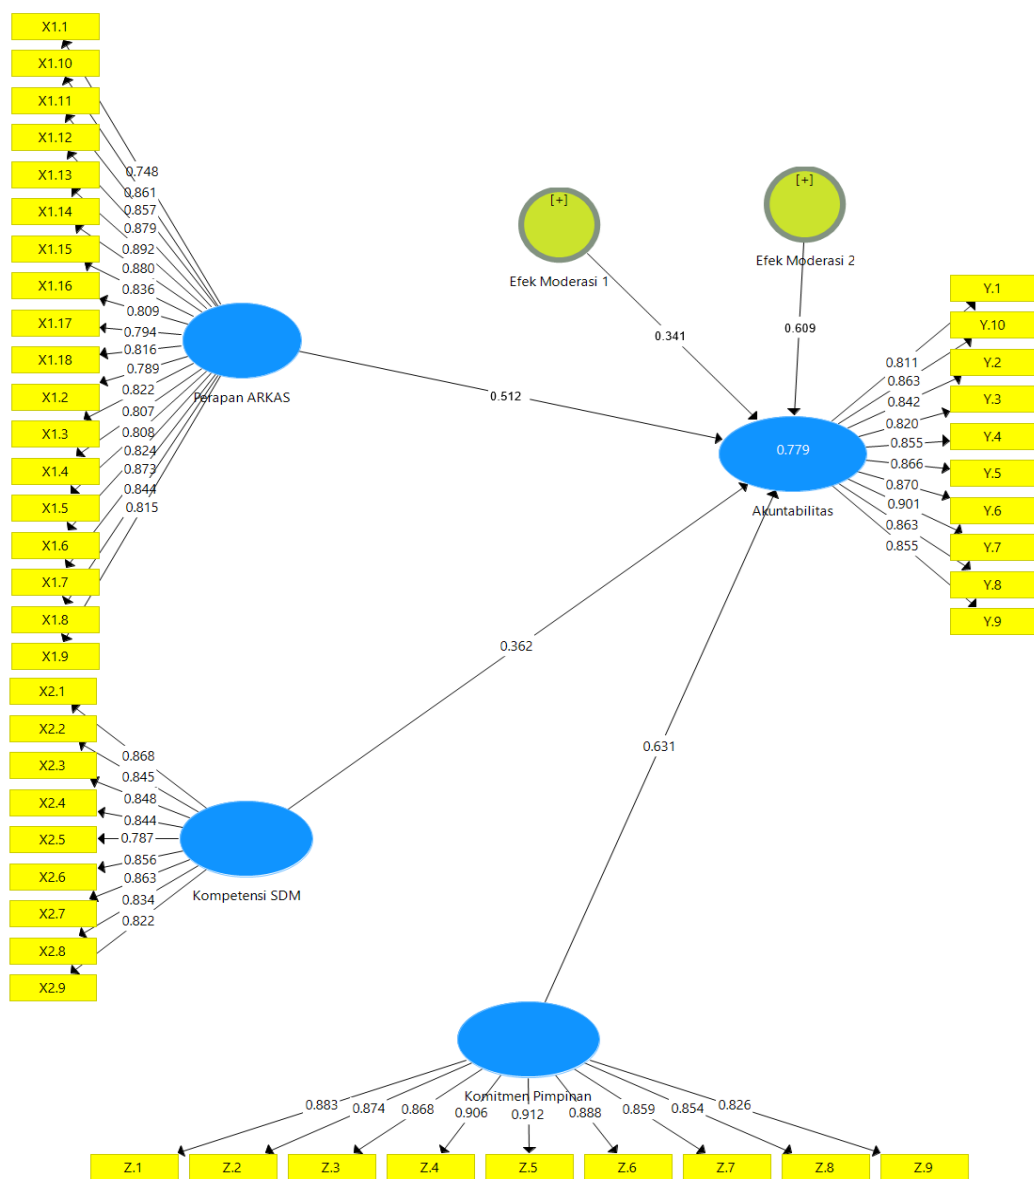 X1.1
X1.10
X1.11
X1.12
X1.13
X1.14
X1.15
X1.16
X1.17
X1.18
X1.2
X1.3
X1.4
X1.5
X1.6
X1.7
X1.8
X1.9
0.748
0.861
0.857
0.879
0.892
0.880
0.836
0.809
0.794
0.816
0.789
0.822
0.807
0.808
0.824
0.873
0.844
0.815
Perapan ARKAS
0.512
[+]
Efek Moderasi 1
0.341
[+]
Efek Moderasi 2
0.609
0.779
Akuntabilitas
0.811
0.863
0.842
0.820
0.855
0.866
0.870
0.901
0.863
0.855
Y.1
Y.10
Y.2
Y.3
Y.4
Y.5
Y.6
Y.7
Y.8
Y.9
X2.1
X2.2
X2.3
X2.4
X2.5
X2.6
X2.7
X2.8
X2.9
0.868
0.845
0.848
0.844
0.787
0.856
0.863
0.834
0.822
Kompetensi SDM
0.362
0.631
Komitmen Pimpinan
0.883
0.874
0.868
0.906
0.912
0.888
0.859
0.854
0.826
Z.1
Z.2
Z.3
Z.4
Z.5
Z.6
Z.7
Z.8
Z.9